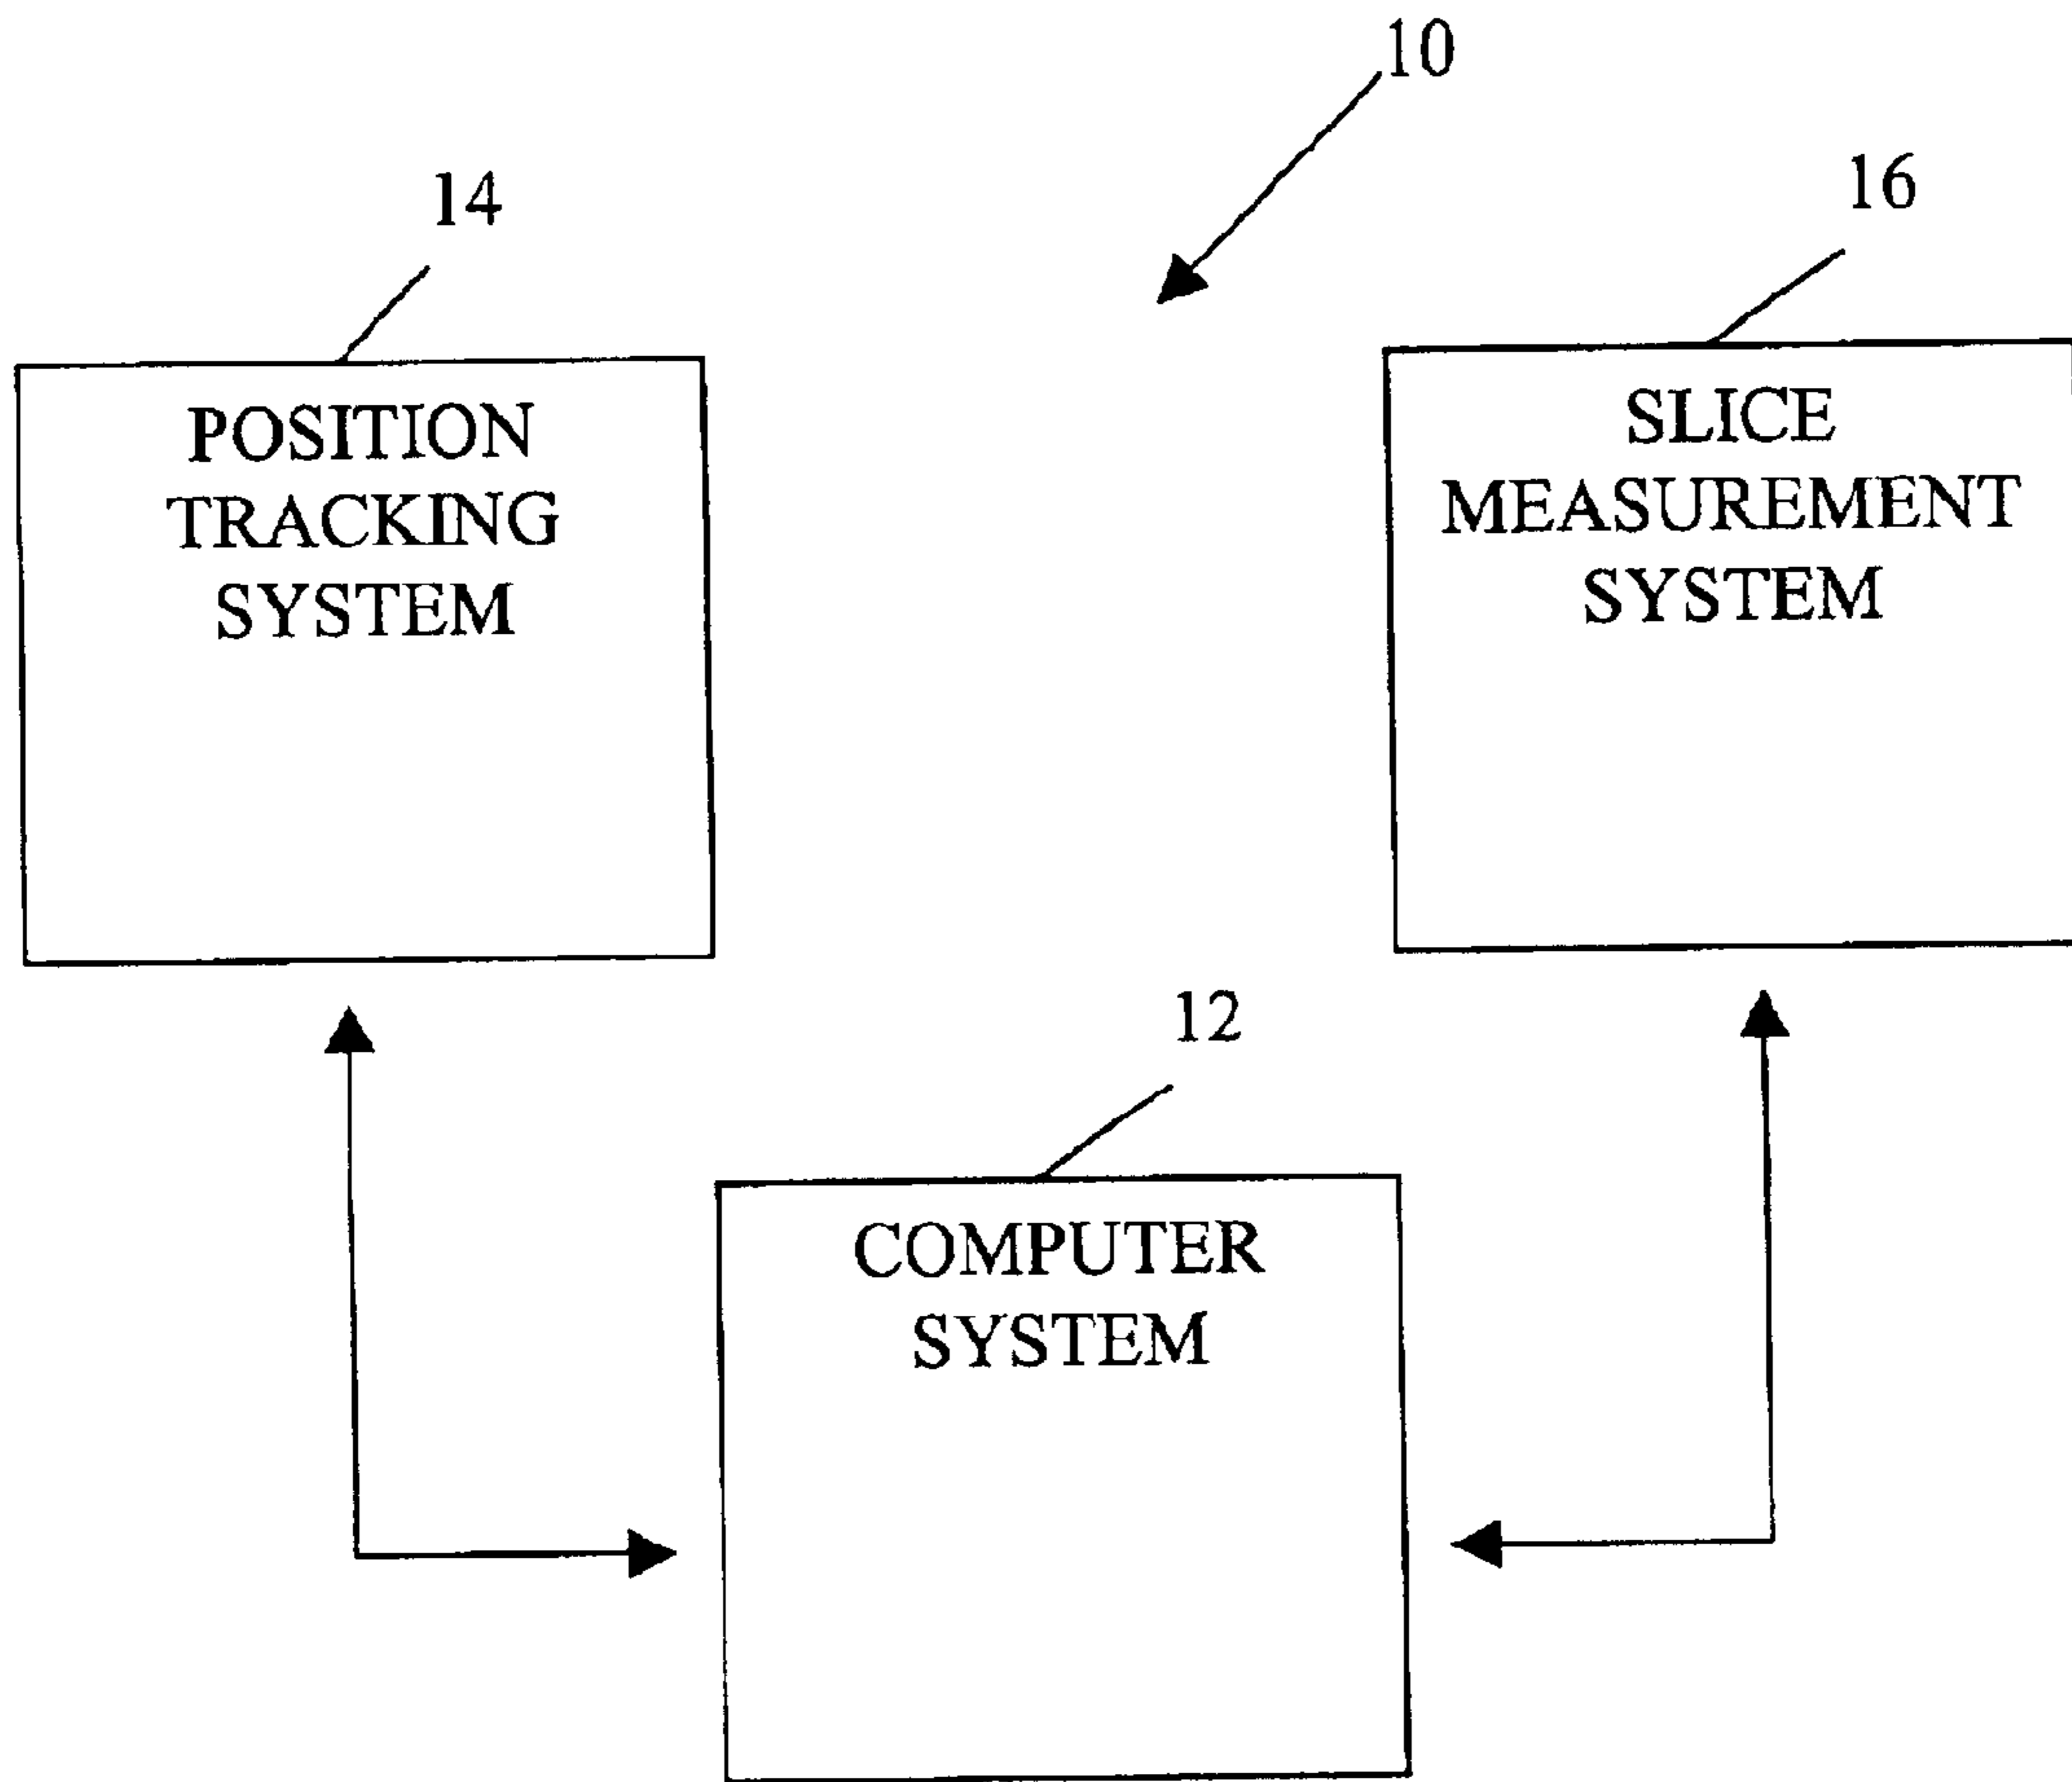 10
14
16
POSITION
TRACKING
SYSTEM
SLICE
MEASUREMENT
SYSTEM
12
COMPUTER
SYSTEM